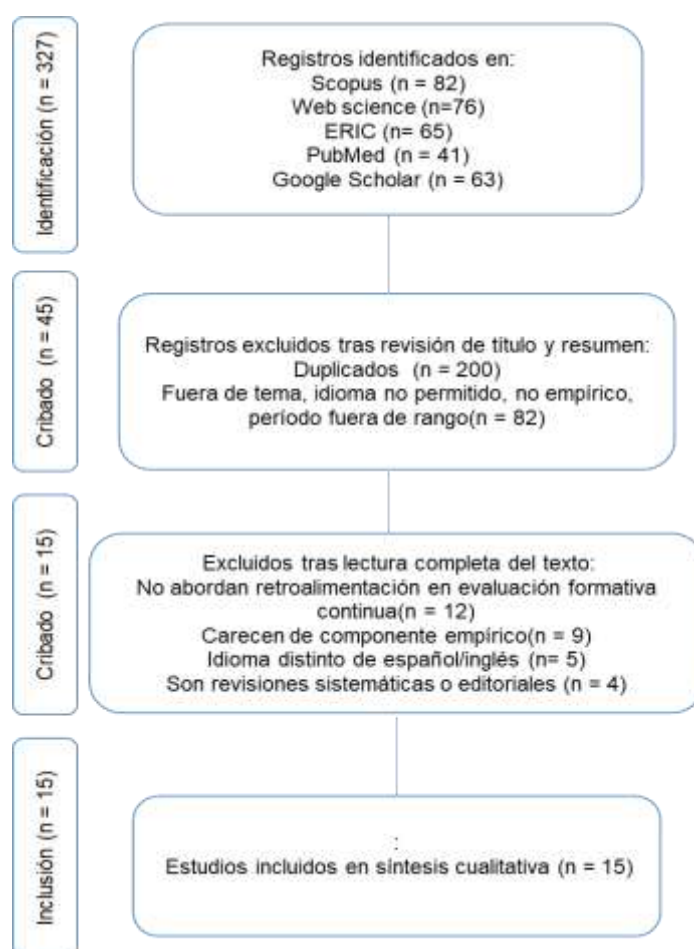 Identificación (n = 327)
Registros identificados en:
Scopus (n = 82)
Web science (n=76)
ERIC (n= 65)
PubMed (n = 41)
Google Scholar (n = 63)
Cribado (n = 45)
Registros excluidos tras revisión de título y resumen:
Duplicados (n = 200)
Fuera de tema, idioma no permitido, no empírico,
período fuera de rango(n = 82)
Cribado (n = 15)
Excluidos tras lectura completa del texto:
No abordan retroalimentación en evaluación formativa
continua(n = 12)
Carecen de componente empírico(n = 9)
Idioma distinto de español/inglés (n= 5)
Son revisiones sistemáticas o editoriales (n = 4)
Inclusión (n = 15)
:
Estudios incluidos en síntesis cualitativa (n = 15)